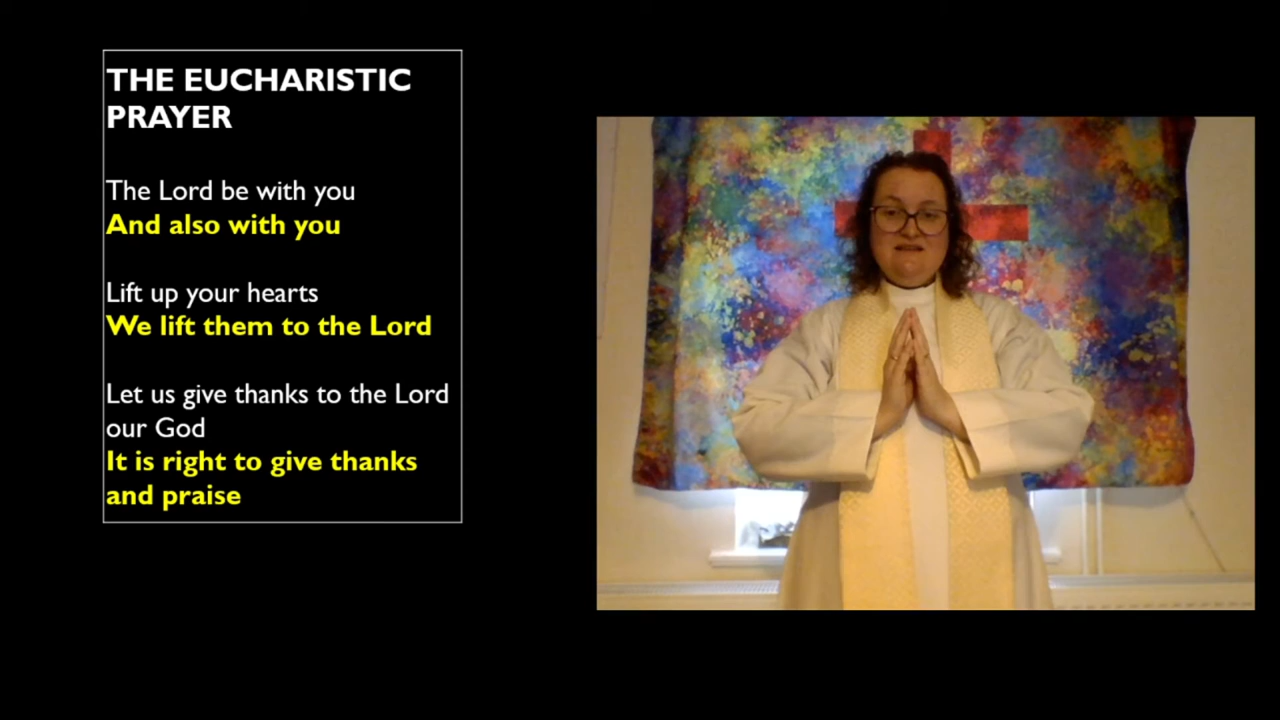 THE EUCHARISTIC
PRAYER
The Lord be with you
And also with you
Lift up your hearts
We lift them to the Lord
Let us give thanks to the Lord
our God
It is right to give thanks
and praise